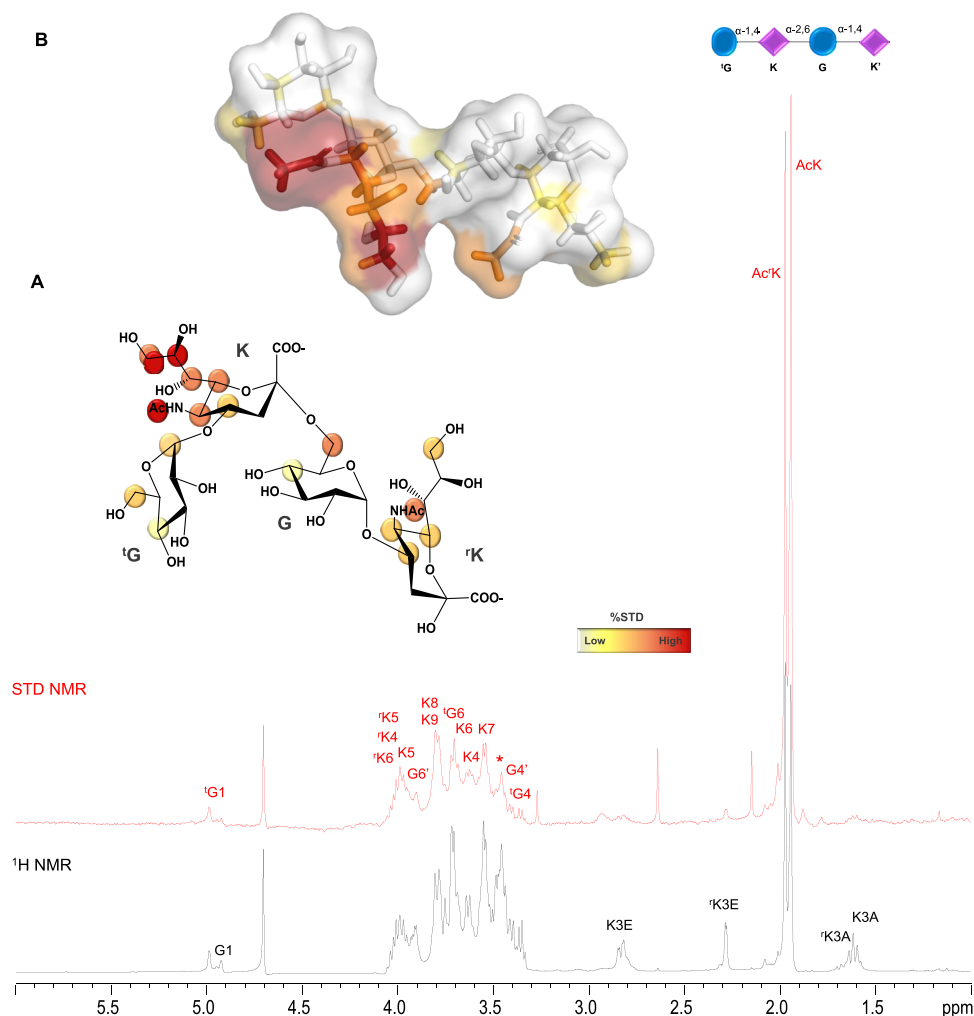 B
α-1,4 α-2,6 α-1,4
ᵗG K G K'
AcK
AcʳK
A
HO OH
K
COO-
HO O
AcHN
O O
OH
O O HO
OH HO OH
HO HO
HO NHAc
HO G O
ᵗG OH O ʳK
COO-
HO
%STD
Low High
STD NMR
K8
ʳK5 K9 ᵗG6
ʳK4 K6 K7
ʳK6 K5 K4 *
G6' G4'
ᵗG1 ᵗG4
¹H NMR
G1 K3E ʳK3E K3A
ʳK3A
5.5 5.0 4.5 4.0 3.5 3.0 2.5 2.0 1.5 ppm